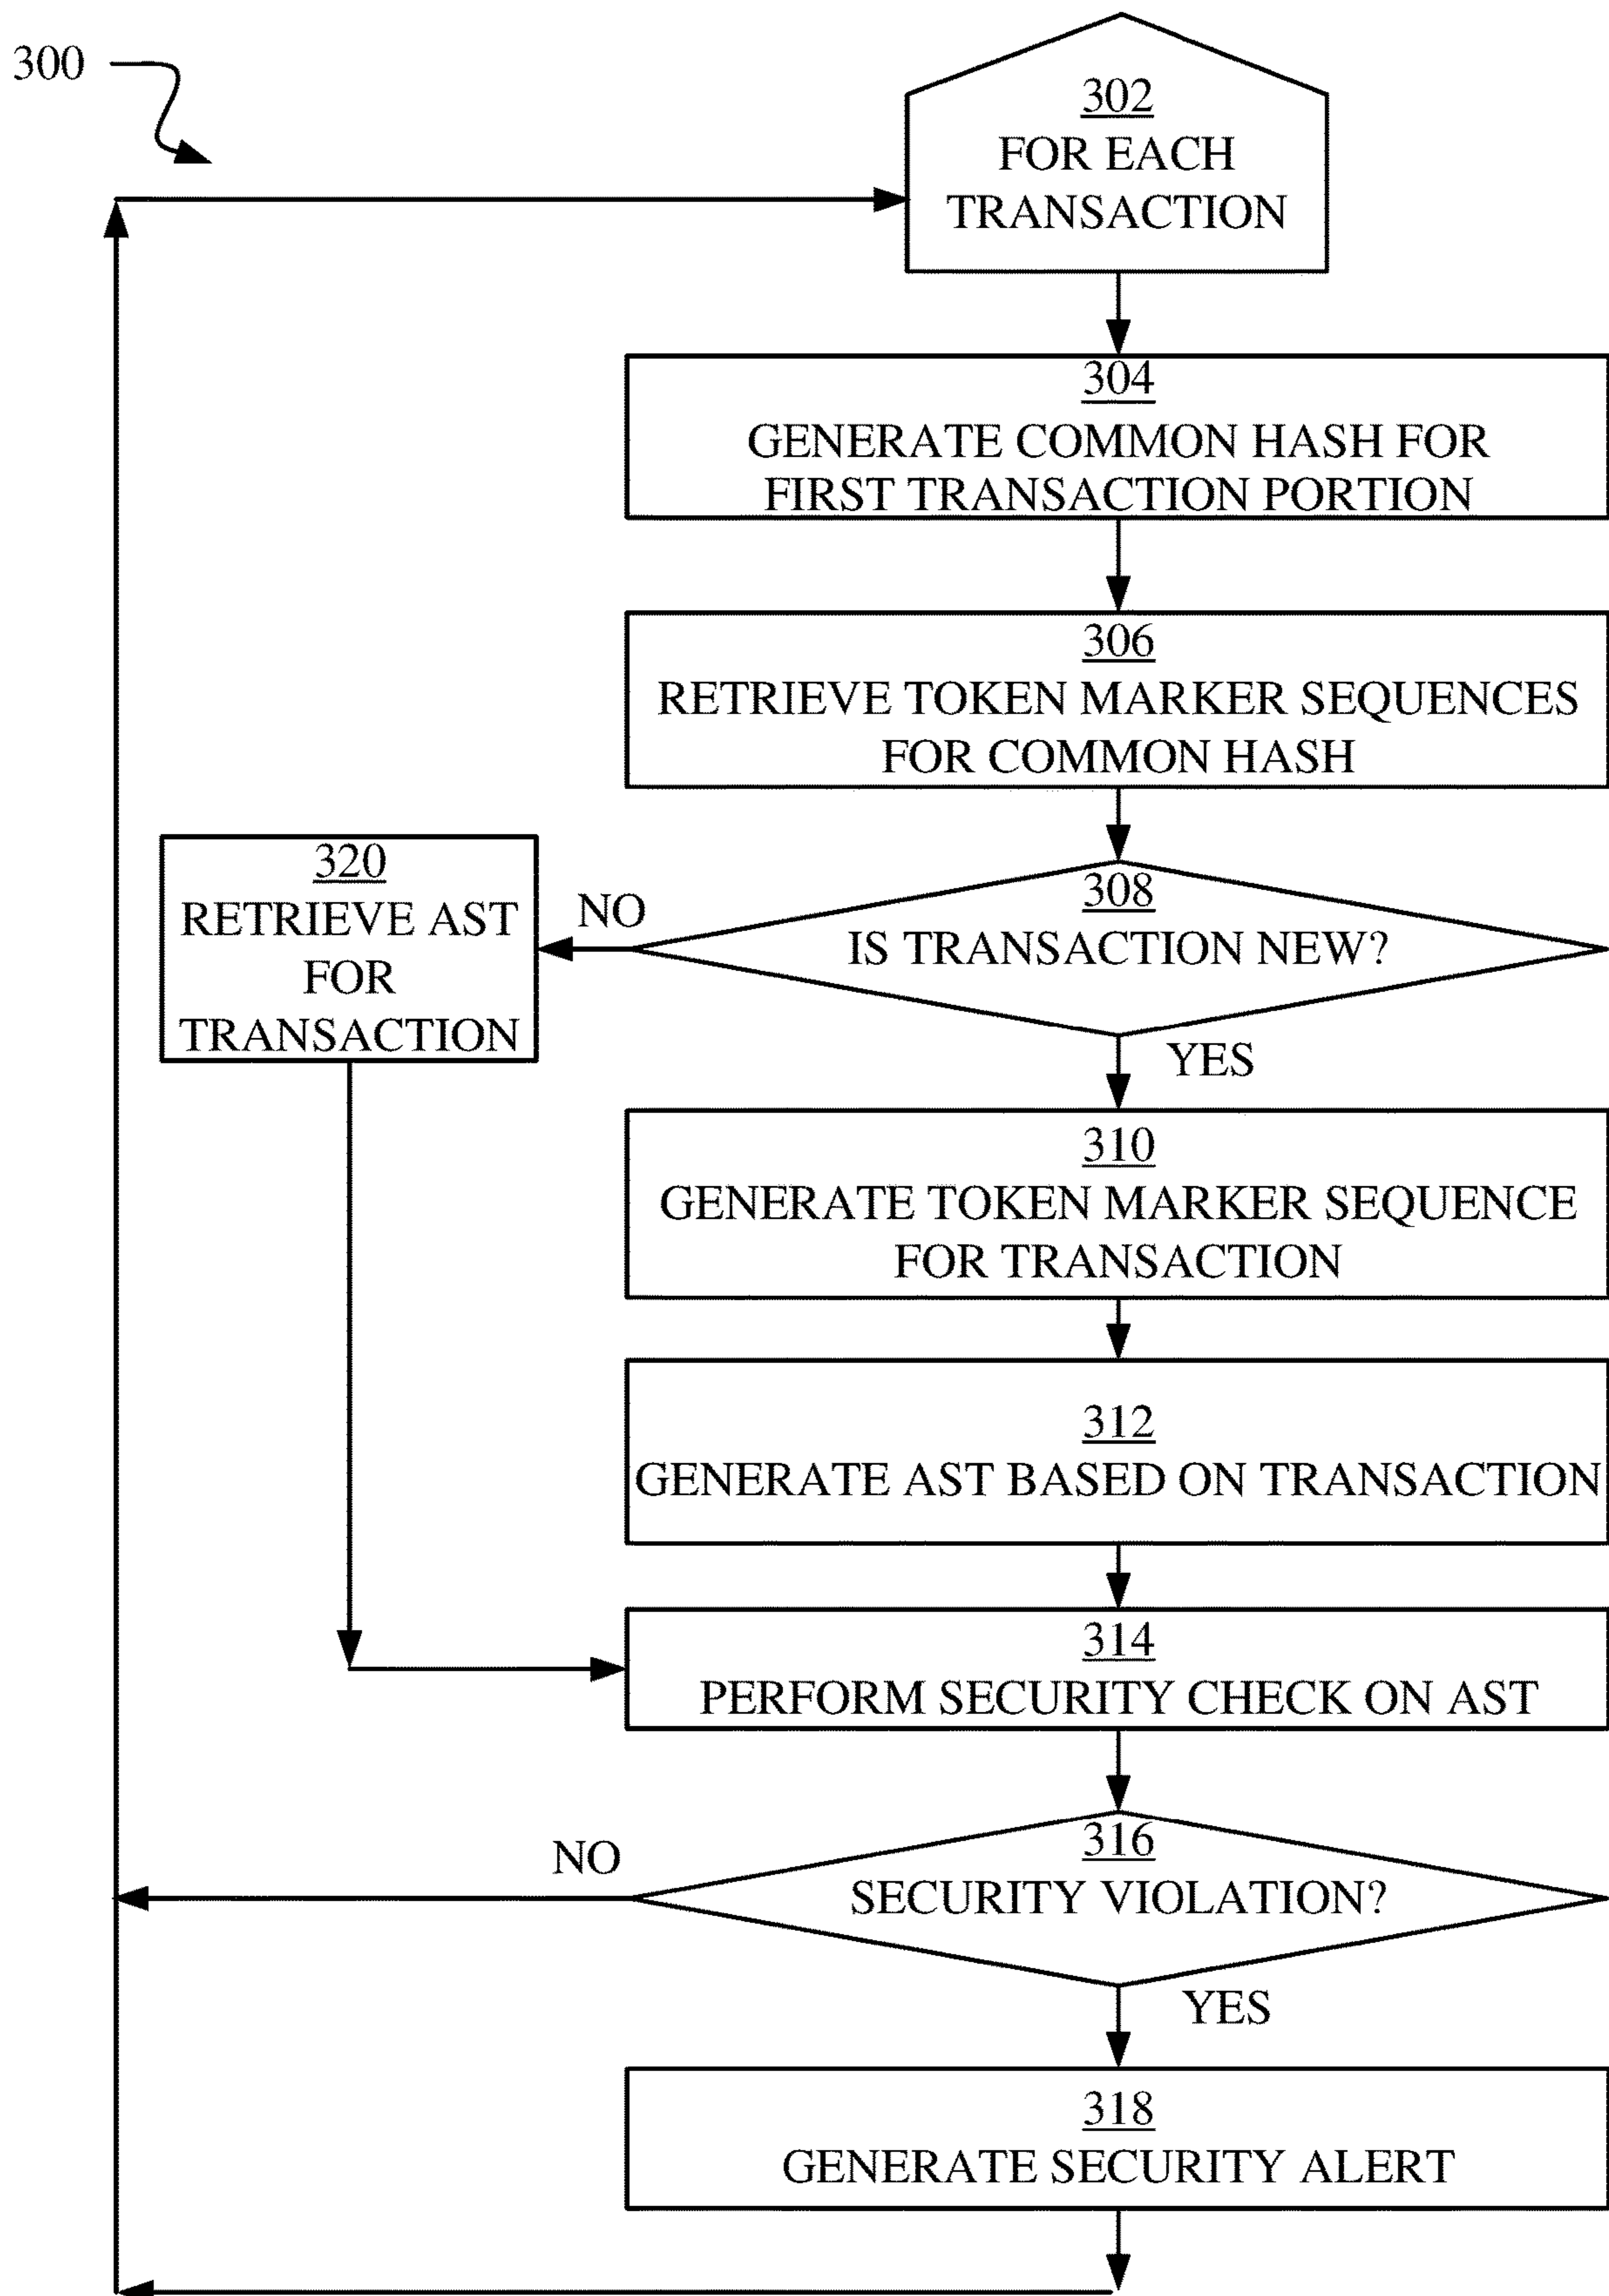 300
302
FOR EACH
TRANSACTION
304
GENERATE COMMON HASH FOR
FIRST TRANSACTION PORTION
306
RETRIEVE TOKEN MARKER SEQUENCES
FOR COMMON HASH
320
RETRIEVE AST
FOR
TRANSACTION
NO
308
IS TRANSACTION NEW?
YES
310
GENERATE TOKEN MARKER SEQUENCE
FOR TRANSACTION
312
GENERATE AST BASED ON TRANSACTION
314
PERFORM SECURITY CHECK ON AST
NO
316
SECURITY VIOLATION?
YES
318
GENERATE SECURITY ALERT